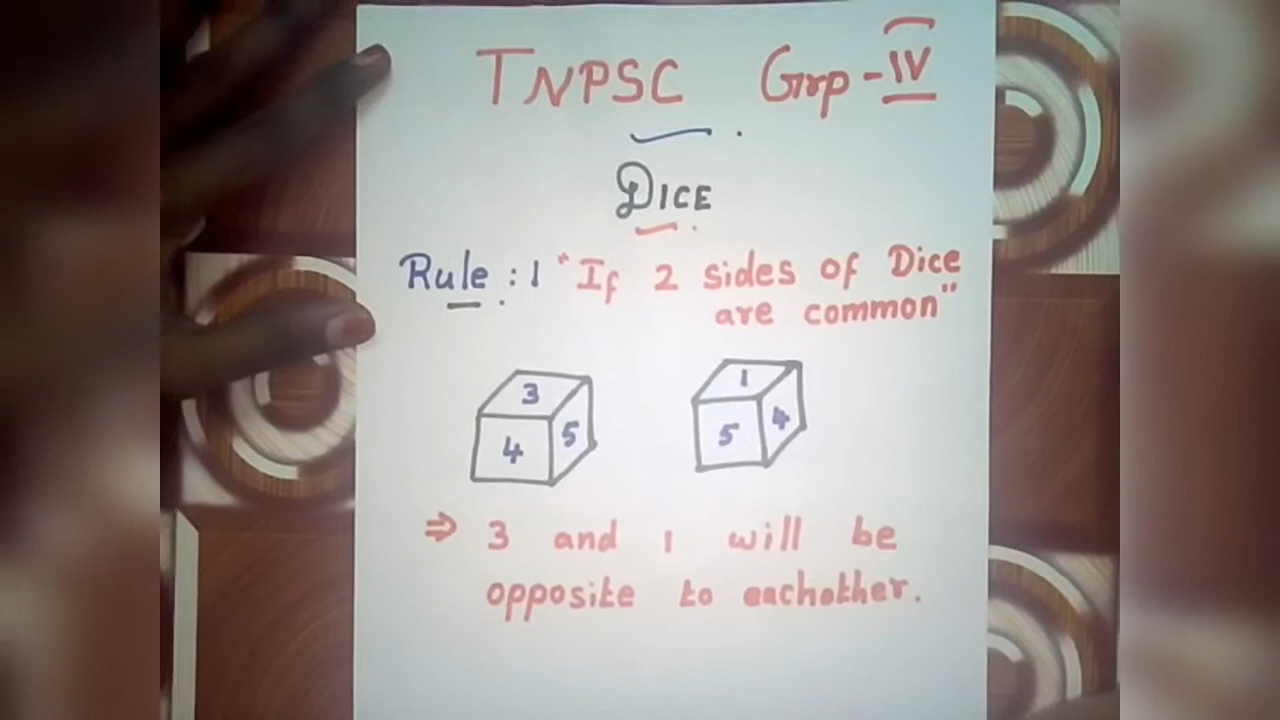 TNPSC Grp-IV
DICE
Rule : 1 "If 2 sides of Dice
are common"
3
4 5
1
5 4
⇒ 3 and 1 will be
opposite to eachother.